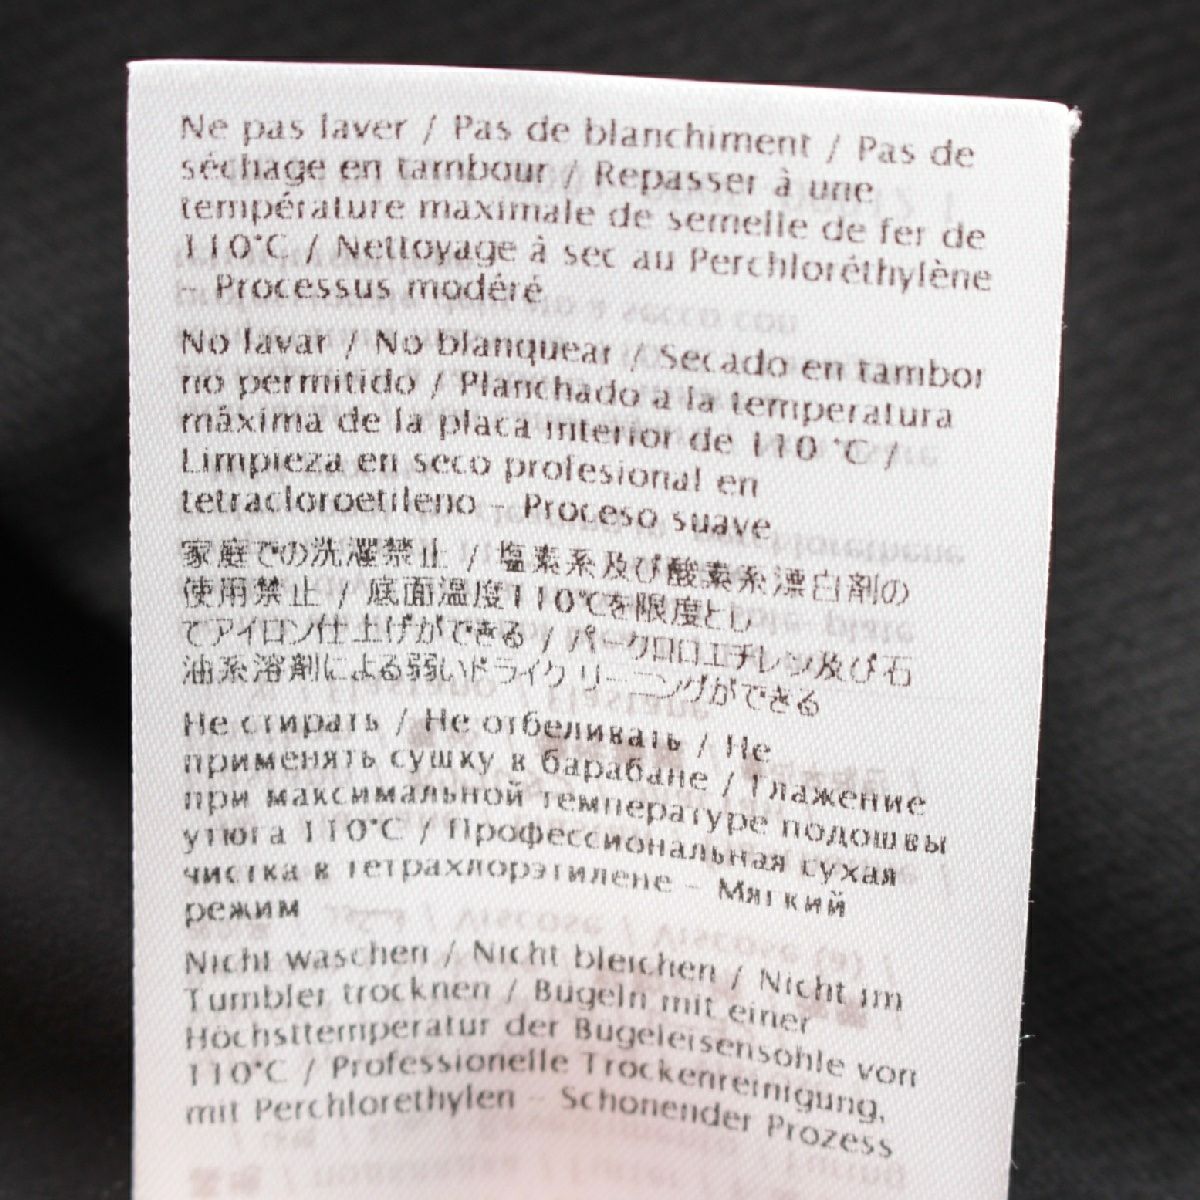 Ne pas laver / Pas de blanchiment / Pas de
séchage en tambour / Repasser à une
température maximale de semelle de fer de
110°C / Nettoyage à sec au Perchloréthylène
– Processus modéré
No lavar / No blanquear / Secado en tambor
no permitido / Planchado a la temperatura
máxima de la placa interior de 110 °C /
Limpieza en seco profesional en
tetracloroetileno – Proceso suave
家庭での洗濯禁止 / 塩素系及び酸素系漂白剤の
使用禁止 / 底面温度110℃を限度とし
てアイロン仕上げができる / パークロロエチレン及び石
油系溶剤による弱いドライクリーニングができる
Не стирать / Не отбеливать / Не
применять сушку в барабане / Глажение
при максимальной температуре подошвы
утюга 110°C / Профессиональная сухая
чистка в тетрахлорэтилене – Мягкий
режим
Nicht waschen / Nicht bleichen / Nicht im
Tumbler trocknen / Bügeln mit einer
Höchsttemperatur der Bügeleisensohle von
110°C / Professionelle Trockenreinigung,
mit Perchlorethylen – Schonender Prozess